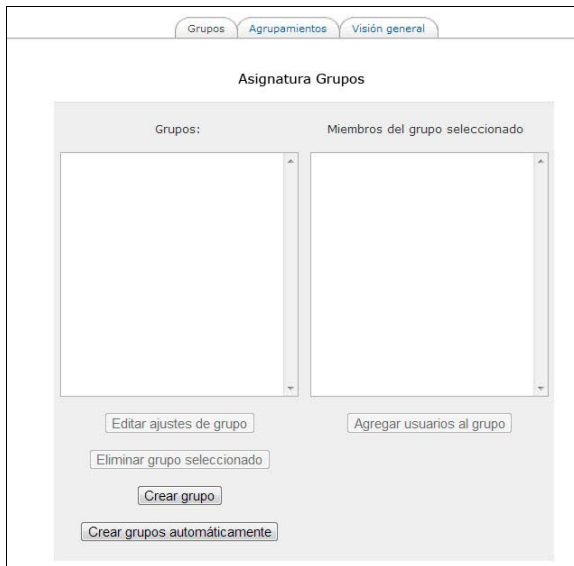 Grupos Agrupamientos Visión general
Asignatura Grupos
Grupos: Miembros del grupo seleccionado
Editar ajustes de grupo Agregar usuarios al grupo
Eliminar grupo seleccionado
Crear grupo
Crear grupos automáticamente